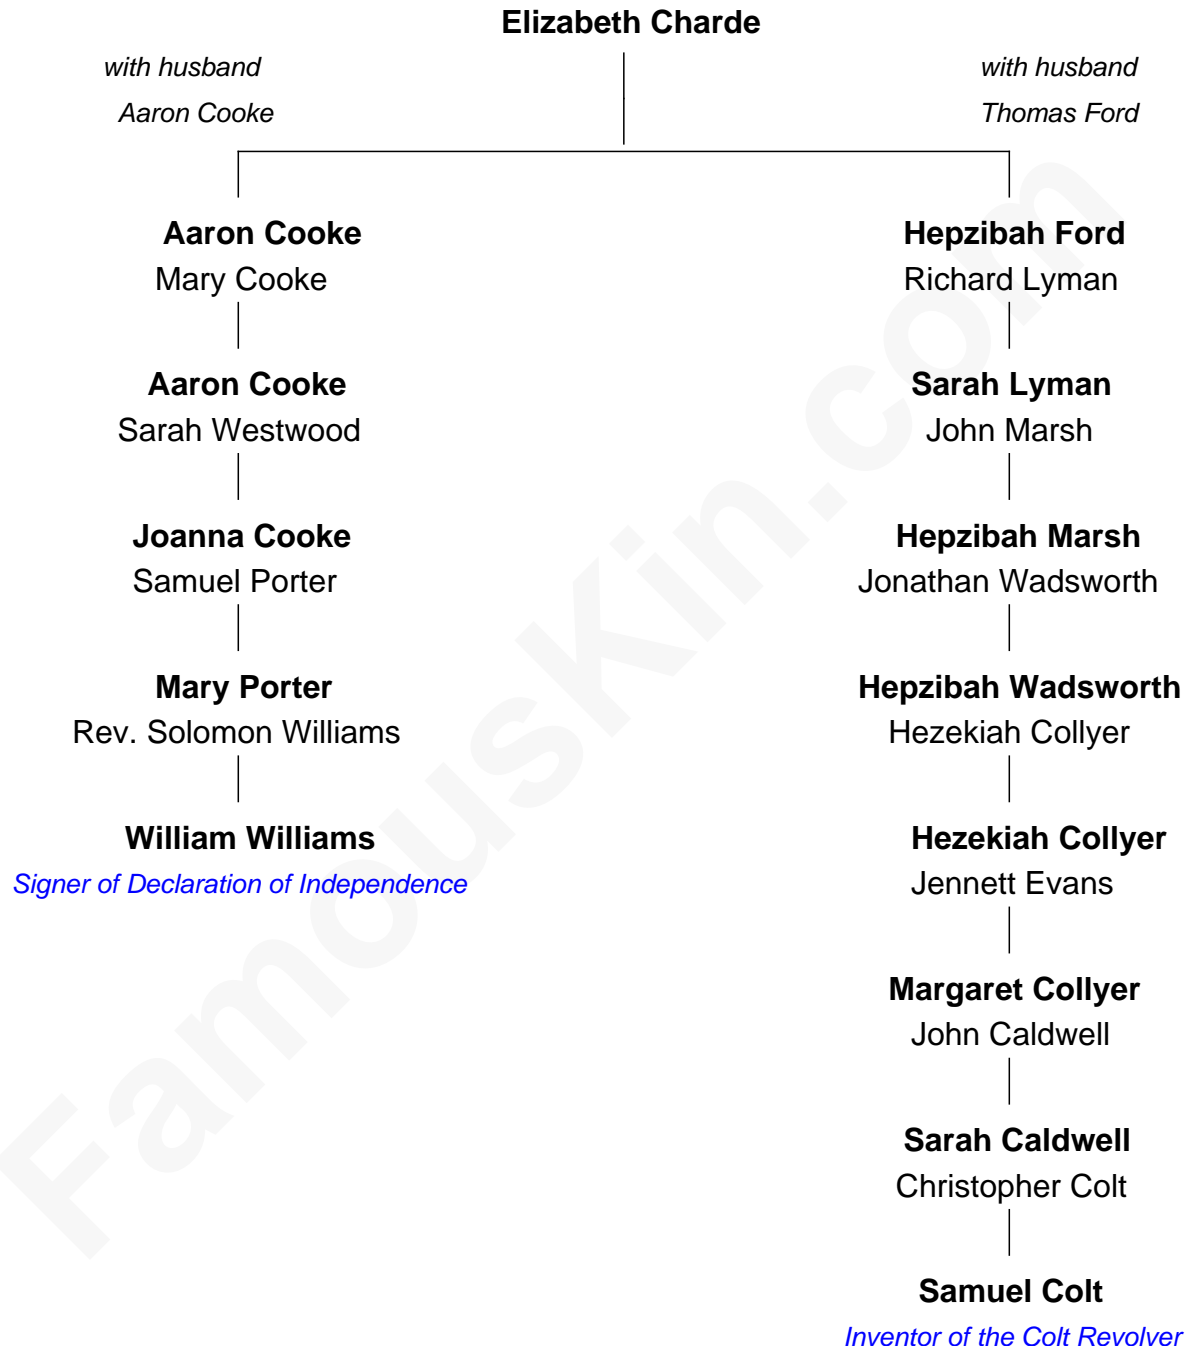 Elizabeth Charde
with husband
Aaron Cooke
with husband
Thomas Ford
Aaron Cooke
Mary Cooke
Hepzibah Ford
Richard Lyman
Aaron Cooke
Sarah Westwood
Sarah Lyman
John Marsh
Joanna Cooke
Samuel Porter
Hepzibah Marsh
Jonathan Wadsworth
Mary Porter
Rev. Solomon Williams
Hepzibah Wadsworth
Hezekiah Collyer
William Williams
Signer of Declaration of Independence
Hezekiah Collyer
Jennett Evans
Margaret Collyer
John Caldwell
Sarah Caldwell
Christopher Colt
Samuel Colt
Inventor of the Colt Revolver
FamousKin.com